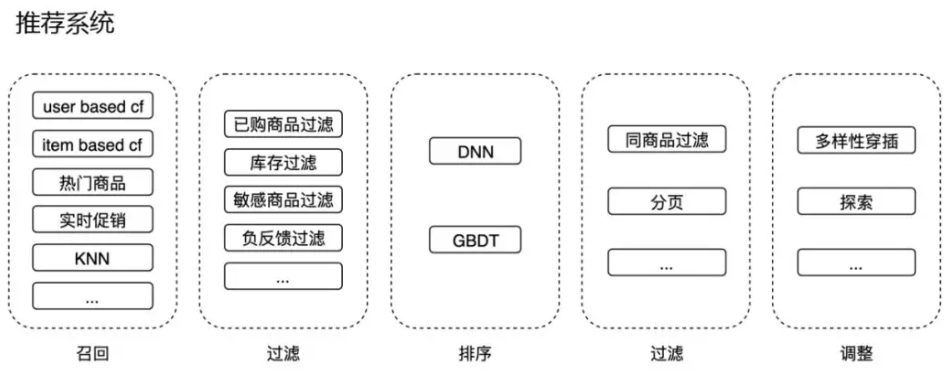 推荐系统
user based cf
item based cf
热门商品
实时促销
KNN
...
召回
已购商品过滤
库存过滤
敏感商品过滤
负反馈过滤
...
过滤
DNN
GBDT
排序
同商品过滤
分页
...
过滤
多样性穿插
探索
...
调整